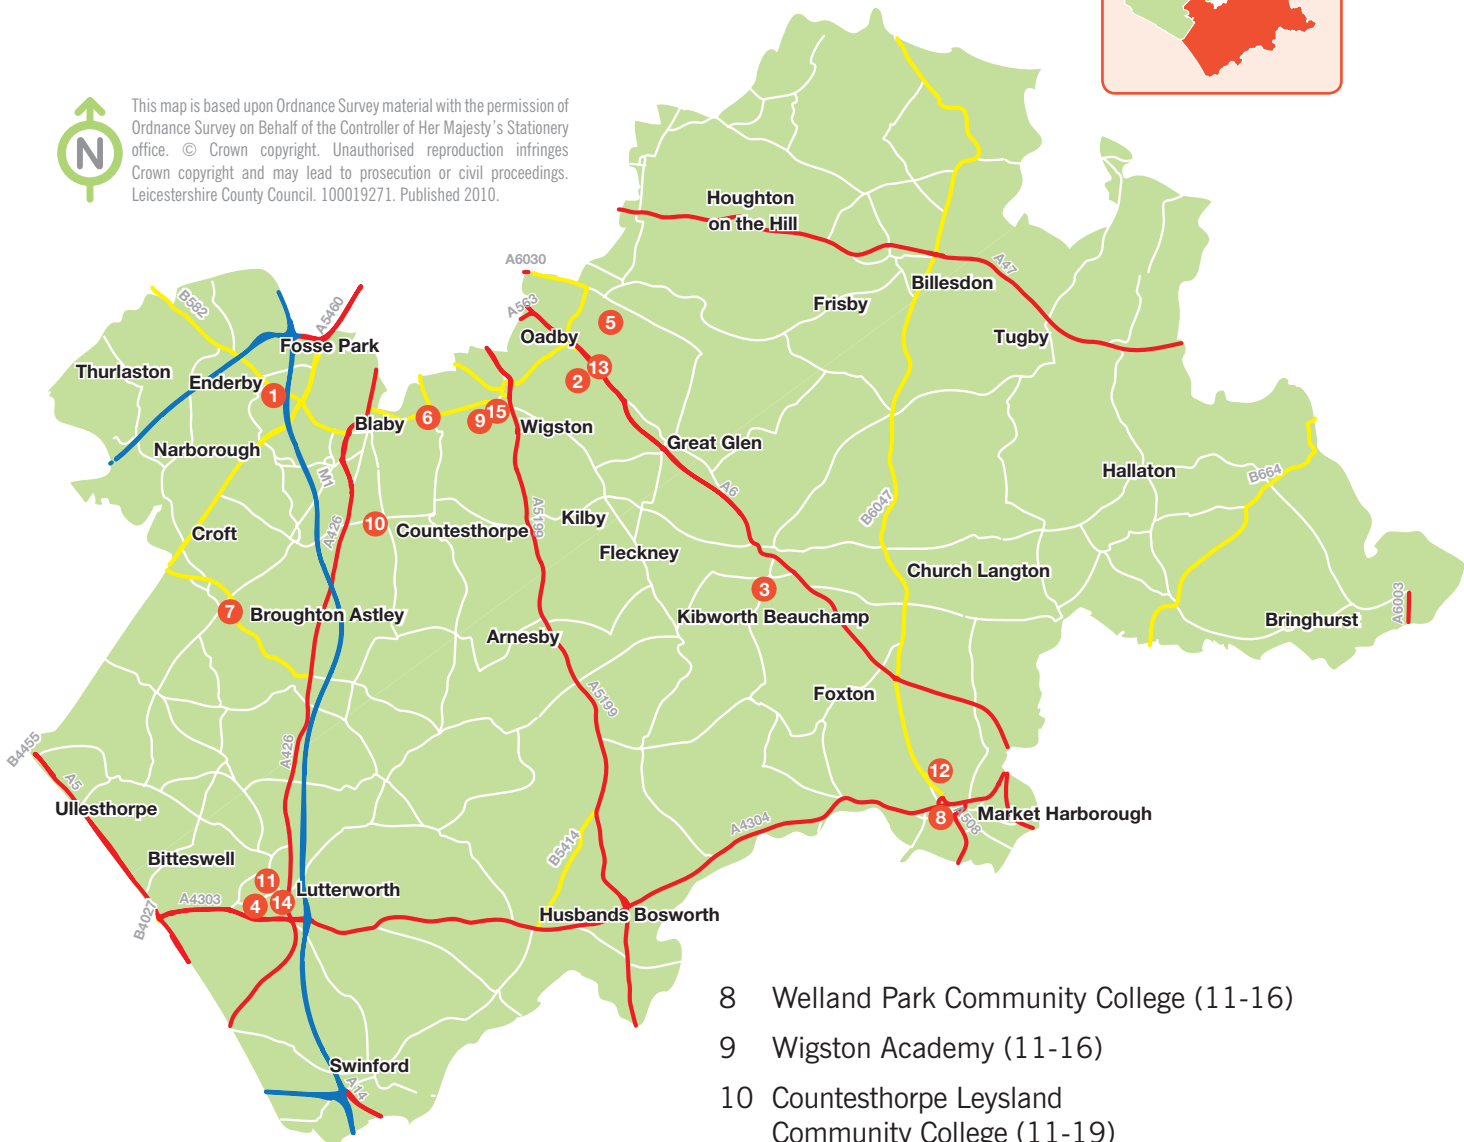 This map is based upon Ordnance Survey material with the permission of
Ordnance Survey on Behalf of the Controller of Her Majesty's Stationery
office. © Crown copyright. Unauthorised reproduction infringes
Crown copyright and may lead to prosecution or civil proceedings.
Leicestershire County Council. 100019271. Published 2010.
N
Houghton
on the Hill
A6030
A47
Billesdon
B582
A5460
A563
Frisby
5
Oadby
Tugby
Fosse Park
Thurlaston
Enderby
13
2
1
15
6
9
Blaby
Wigston
Narborough
Great Glen
Hallaton
B664
M1
A6
B6047
A426
10
Countesthorpe
A5199
Kilby
Croft
Fleckney
Church Langton
3
A6003
7
Broughton Astley
Kibworth Beauchamp
Bringhurst
Arnesby
A5199
Foxton
B4455
A426
A5
12
Ullesthorpe
8
A508
Market Harborough
A4304
B5414
Bitteswell
11
Lutterworth
A4303
4
14
B4027
Husbands Bosworth
Swinford
A14
8 Welland Park Community College (11-16)
9 Wigston Academy (11-16)
10 Countesthorpe Leysland
Community College (11-19)